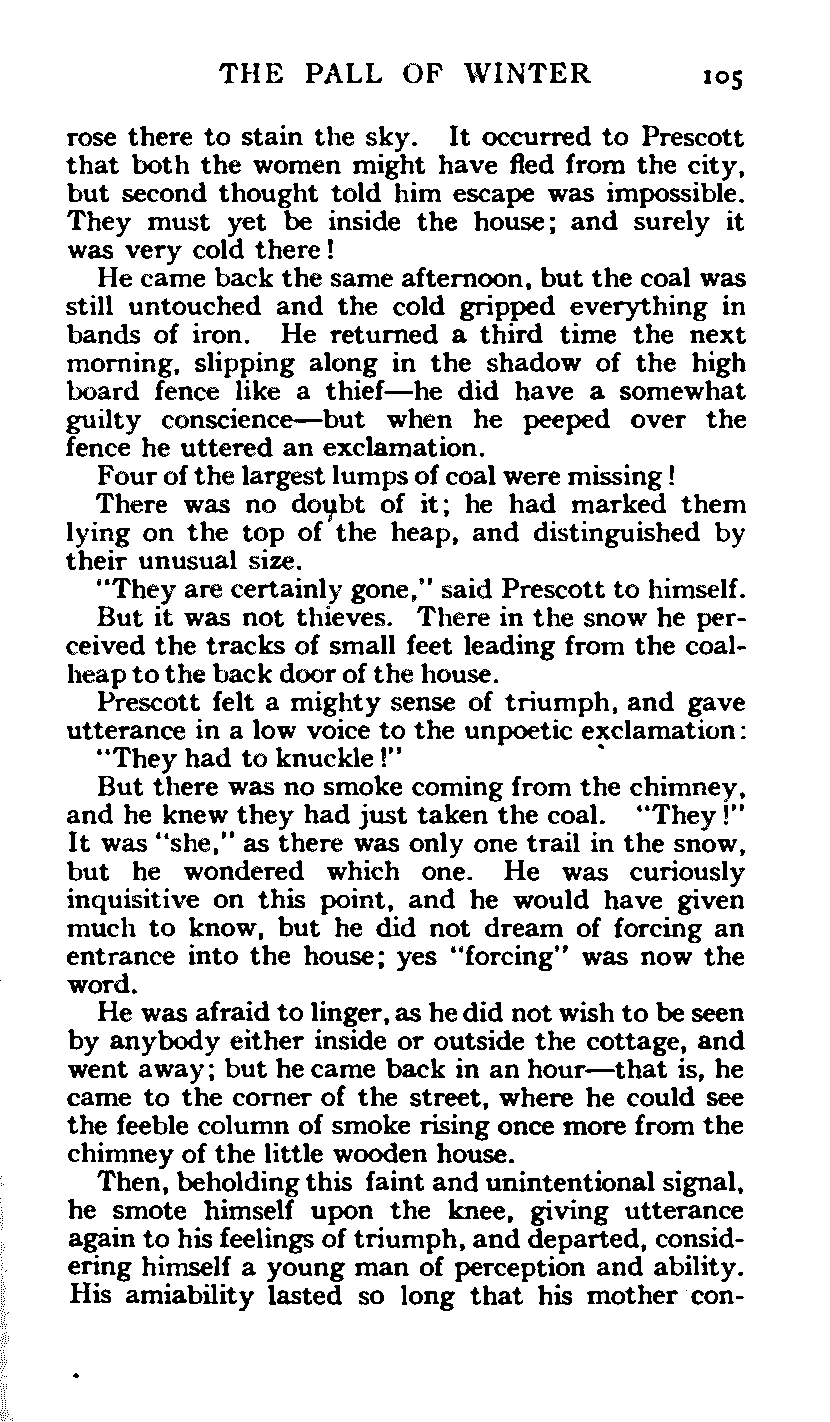 THE PALL OF WINTER 105
rose there to stain the sky. It occurred to Prescott
that both the women might have fled from the city,
but second thought told him escape was impossible.
They must yet be inside the house; and surely it
was very cold there!
He came back the same afternoon, but the coal was
still untouched and the cold gripped everything in
bands of iron. He returned a third time the next
morning, slipping along in the shadow of the high
board fence like a thief—he did have a somewhat
guilty conscience—but when he peeped over the
fence he uttered an exclamation.
Four of the largest lumps of coal were missing!
There was no doubt of it; he had marked them
lying on the top of the heap, and distinguished by
their unusual size.
"They are certainly gone," said Prescott to himself.
But it was not thieves. There in the snow he per-
ceived the tracks of small feet leading from the coal-
heap to the back door of the house.
Prescott felt a mighty sense of triumph, and gave
utterance in a low voice to the unpoetic exclamation:
"They had to knuckle!"
But there was no smoke coming from the chimney,
and he knew they had just taken the coal. "They!"
It was "she," as there was only one trail in the snow,
but he wondered which one. He was curiously
inquisitive on this point, and he would have given
much to know, but he did not dream of forcing an
entrance into the house; yes "forcing" was now the
word.
He was afraid to linger, as he did not wish to be seen
by anybody either inside or outside the cottage, and
went away; but he came back in an hour—that is, he
came to the corner of the street, where he could see
the feeble column of smoke rising once more from the
chimney of the little wooden house.
Then, beholding this faint and unintentional signal,
he smote himself upon the knee, giving utterance
again to his feelings of triumph, and departed, consid-
ering himself a young man of perception and ability.
His amiability lasted so long that his mother con-